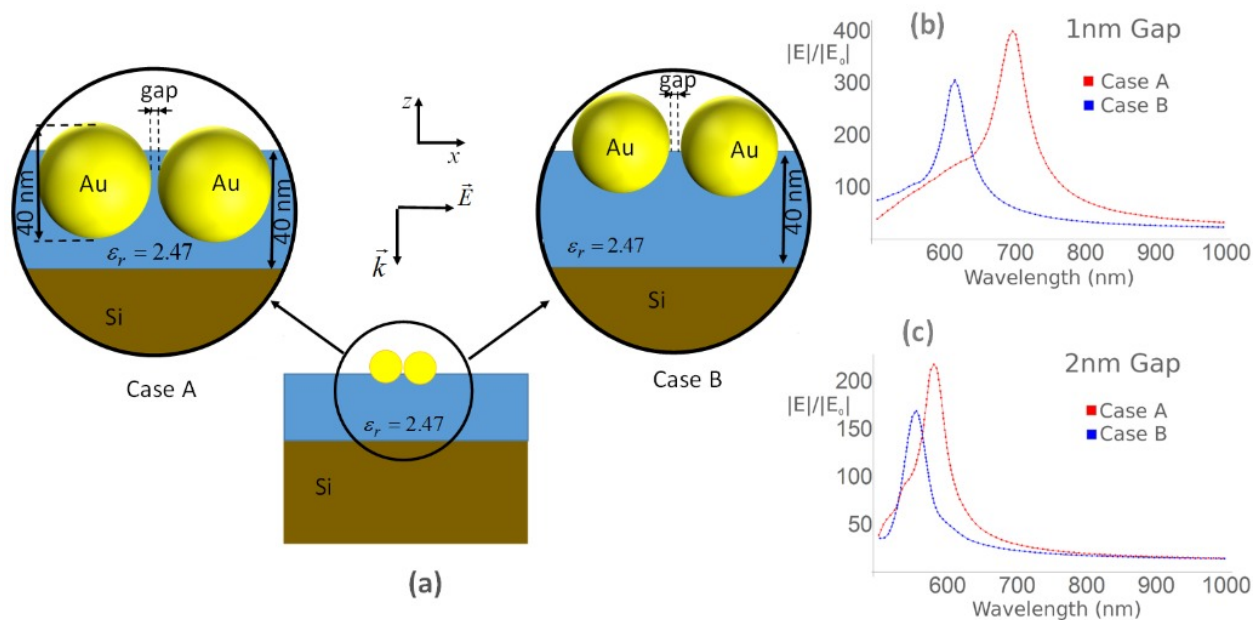 gap
Au
Au
40 nm
40 nm
εr = 2.47
Si
Case A
z
x
E
k
gap
Au
Au
40 nm
εr = 2.47
Si
Case B
εr = 2.47
Si
(a)
(b)
1nm Gap
|E|/|E₀|
400
300
200
100
Case A
Case B
600 700 800 900 1000
Wavelength (nm)
(c)
2nm Gap
|E|/|E₀|
200
150
100
50
Case A
Case B
600 700 800 900 1000
Wavelength (nm)